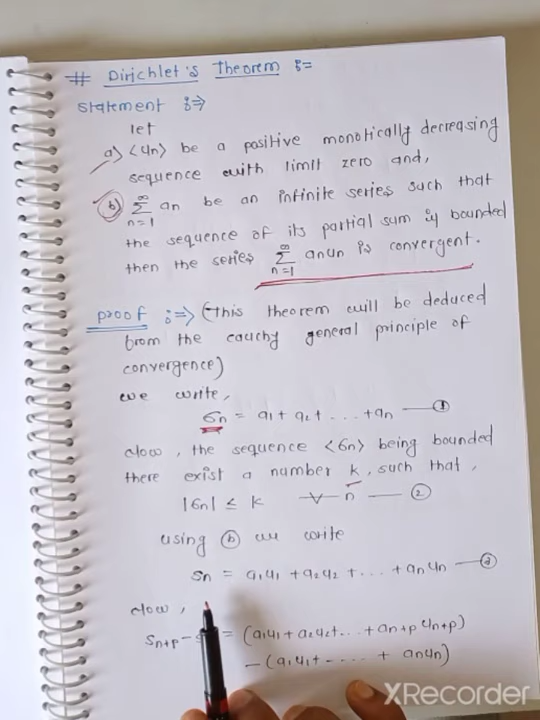 # Dirichlet's Theorem :=
statement :⇒
let
a) <un> be a positive monotically decreasing
sequence with limit zero and,
(b) ∞∑n=1 an be an infinite series such that
the sequence of its partial sum is bounded
then the series ∞∑n=1 anun is convergent.
proof :⇒ (this theorem will be deduced
from the cauchy general principle of
convergence)
we write,
σn = a1 + a2 + ... + an —①
Now, the sequence <σn> being bounded
there exist a number k, such that,
|σn| ≤ k ∀ n —②
using (b) we write
sn = a1u1 + a2u2 + ... + anun —③
Now,
sn+p - s = (a1u1 + a2u2 + ... + an+p un+p)
- (a1u1 + - ... + anun)
XRecorder